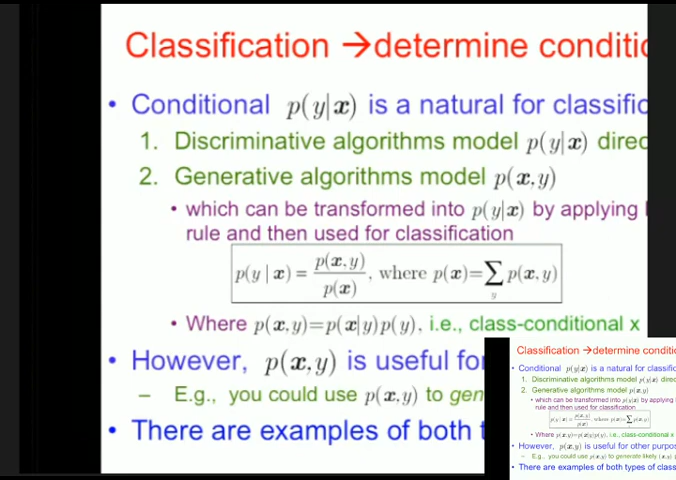 Classification →determine conditic
• Conditional p(y|x) is a natural for classific
1. Discriminative algorithms model p(y|x) direc
2. Generative algorithms model p(x,y)
• which can be transformed into p(y|x) by applying
rule and then used for classification
p(y | x) = p(x,y) / p(x), where p(x)=∑_y p(x,y)
• Where p(x,y)=p(x|y)p(y), i.e., class-conditional x
• However, p(x,y) is useful for
– E.g., you could use p(x,y) to gen
• There are examples of both t
Classification →determine conditi
Conditional p(y|x) is a natural for classific
1. Discriminative algorithms model p(y|x) direc
2. Generative algorithms model p(x,y)
• which can be transformed into p(y|x) by applying
rule and then used for classification
p(y | x) = p(x,y) / p(x), where p(x)=∑_y p(x,y)
• Where p(x,y)=p(x|y)p(y), i.e., class-conditional x
• However, p(x,y) is useful for other purpos
– E.g., you could use p(x,y) to generate likely (x,y)
• There are examples of both types of class